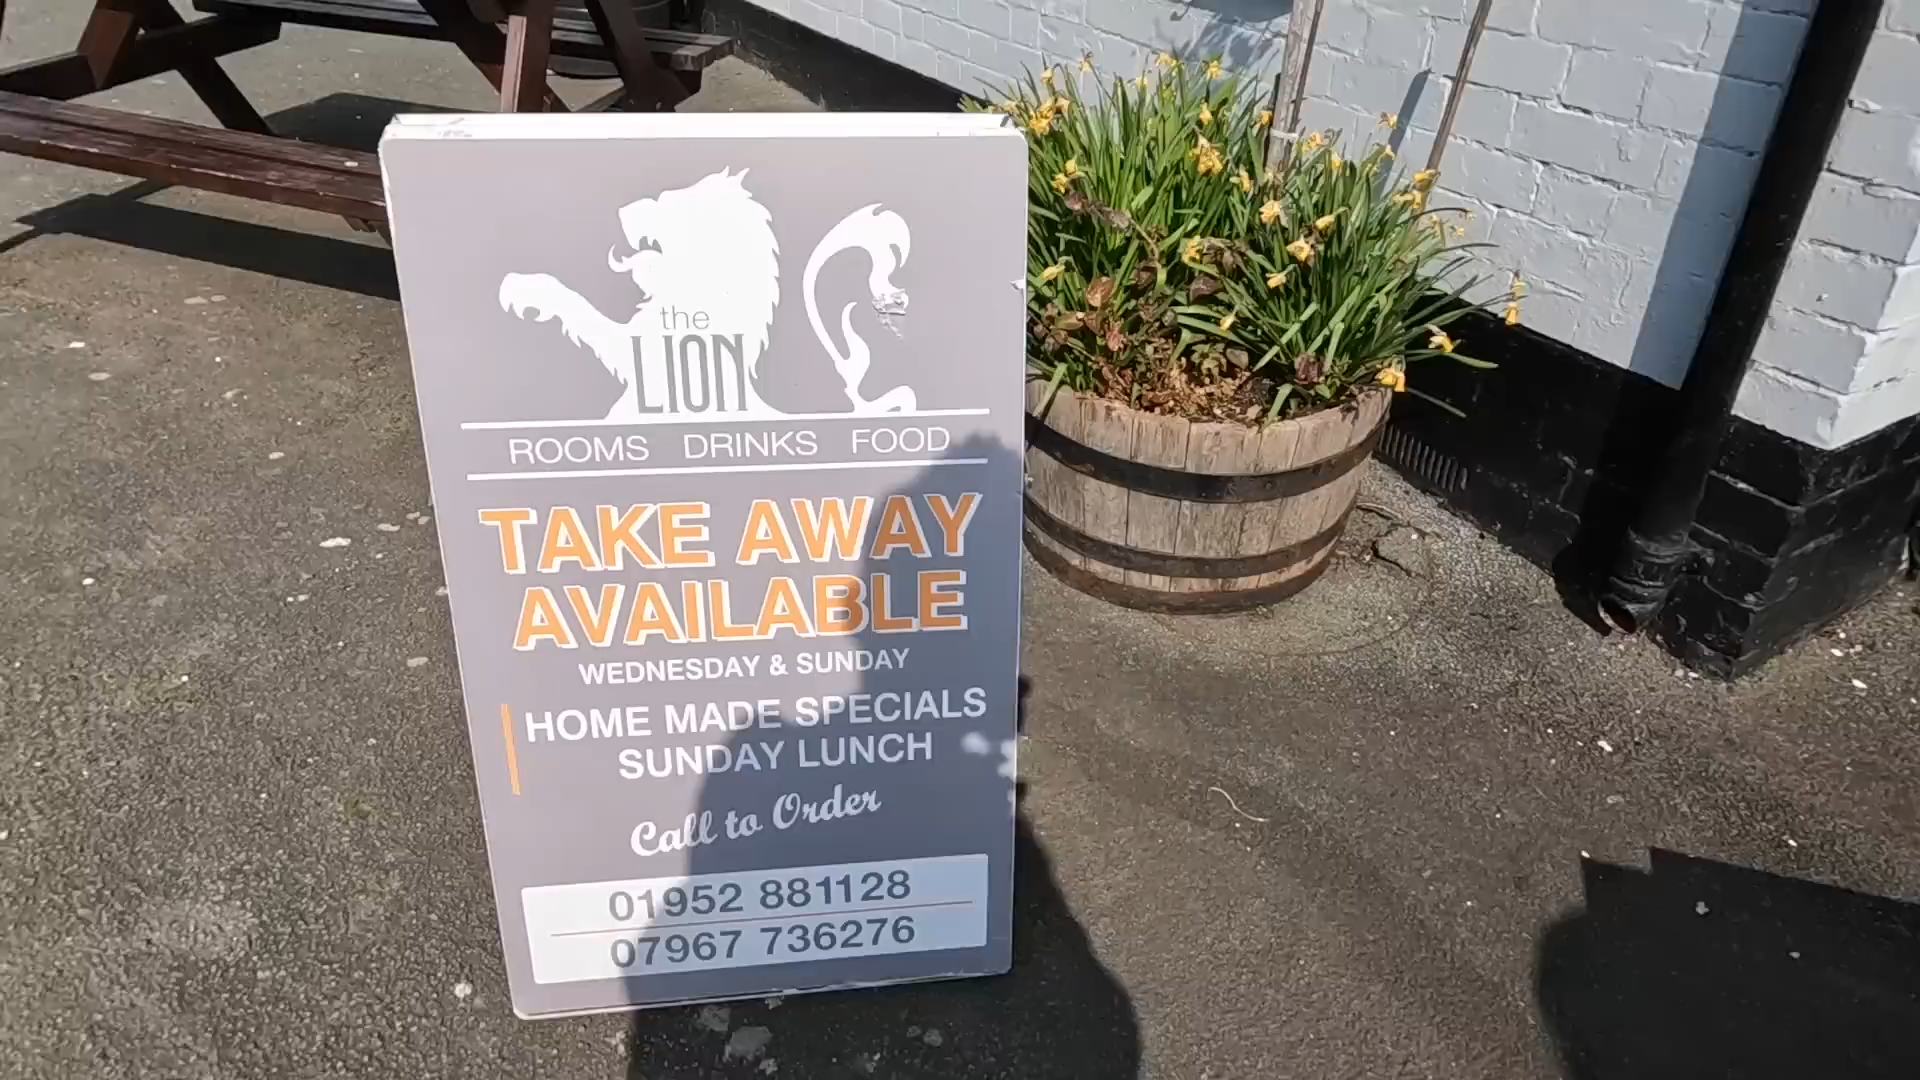 the
LION
ROOMS DRINKS FOOD
TAKE AWAY
AVAILABLE
WEDNESDAY & SUNDAY
HOME MADE SPECIALS
SUNDAY LUNCH
Call to Order
01952 881128
07967 736276